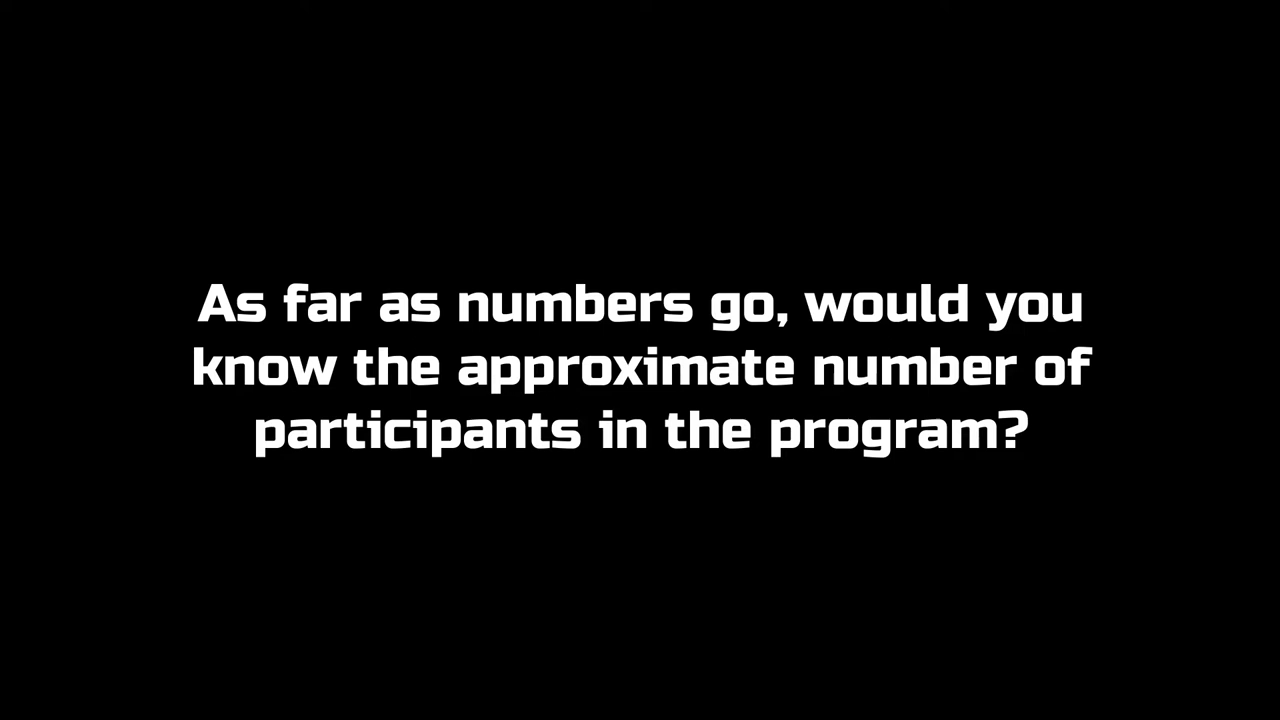 As far as numbers go, would you
know the approximate number of
participants in the program?